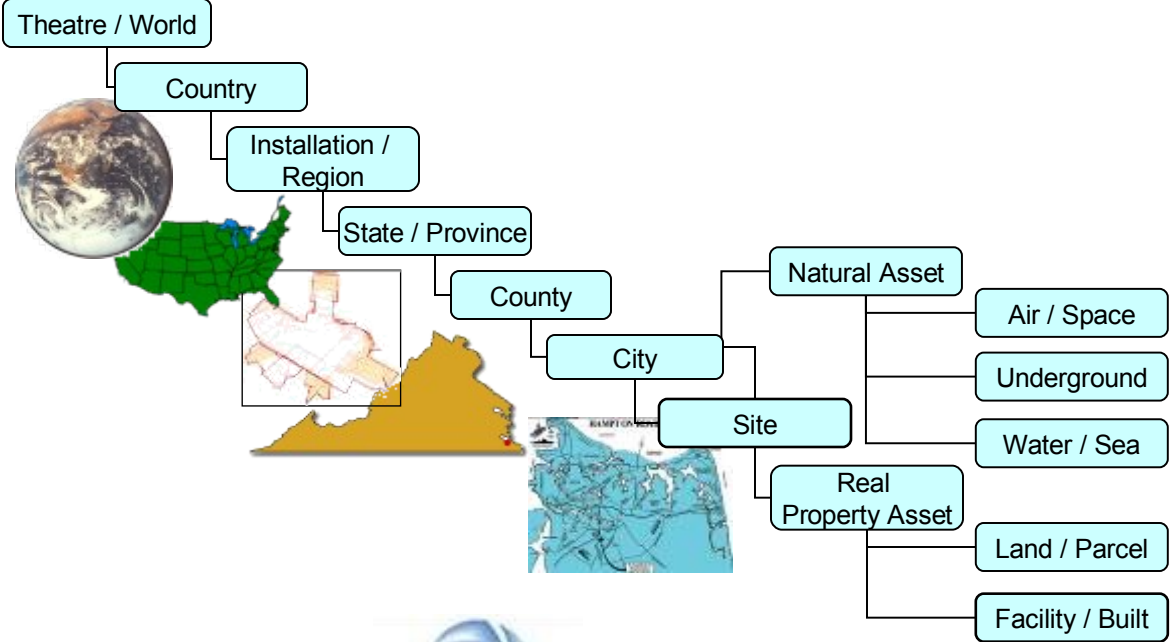 Theatre / World
Country
Installation /
Region
State / Province
County
Natural Asset
Air / Space
City
Underground
Site
Water / Sea
Real
Property Asset
Land / Parcel
Facility / Built